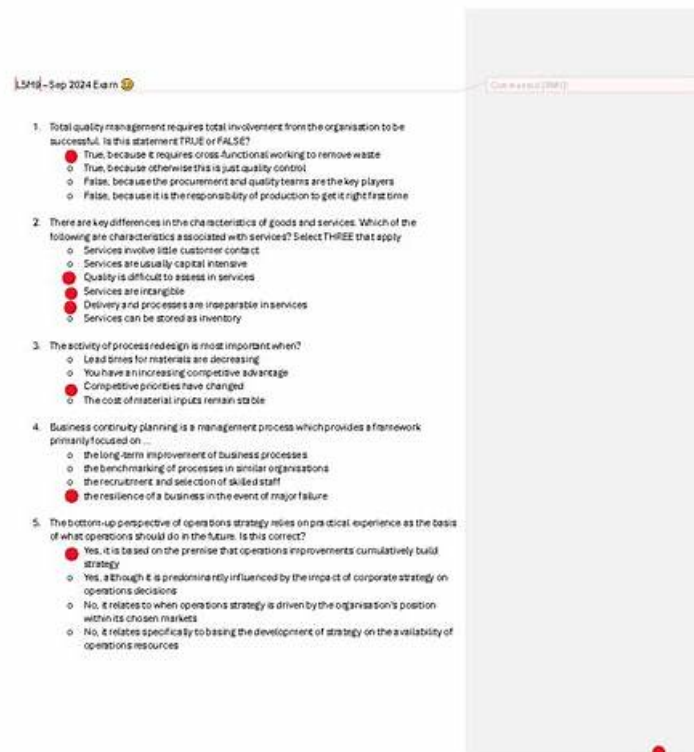 L5M9 – Sep 2024 Exam
1. Total quality management requires total involvement from the organisation to be
successful. Is this statement TRUE or FALSE?
True, because it requires cross-functional working to remove waste
o True, because otherwise this is just quality control
o False, because the procurement and quality teams are the key players
o False, because it is the responsibility of production to get it right first time
2. There are key differences in the characteristics of goods and services. Which of the
following are characteristics associated with services? Select THREE that apply
o Services involve little customer contact
o Services are usually capital intensive
Quality is difficult to assess in services
Services are intangible
Delivery and processes are inseparable in services
o Services can be stored as inventory
3. The activity of process redesign is most important when?
o Lead times for materials are decreasing
o You have an increasing competitive advantage
Competitive priorities have changed
o The cost of material inputs remain stable
4. Business continuity planning is a management process which provides a framework
primarily focused on ...
o the long-term improvement of business processes
o the benchmarking of processes in similar organisations
o the recruitment and selection of skilled staff
the resilience of a business in the event of major failure
5. The bottom-up perspective of operations strategy relies on practical experience as the basis
of what operations should do in the future. Is this correct?
Yes, it is based on the premise that operations improvements cumulatively build
strategy
o Yes, although it is predominantly influenced by the impact of corporate strategy on
operations decisions
o No, it relates to when operations strategy is driven by the organisation's position
within its chosen markets
o No, it relates specifically to basing the development of strategy on the availability of
operations resources